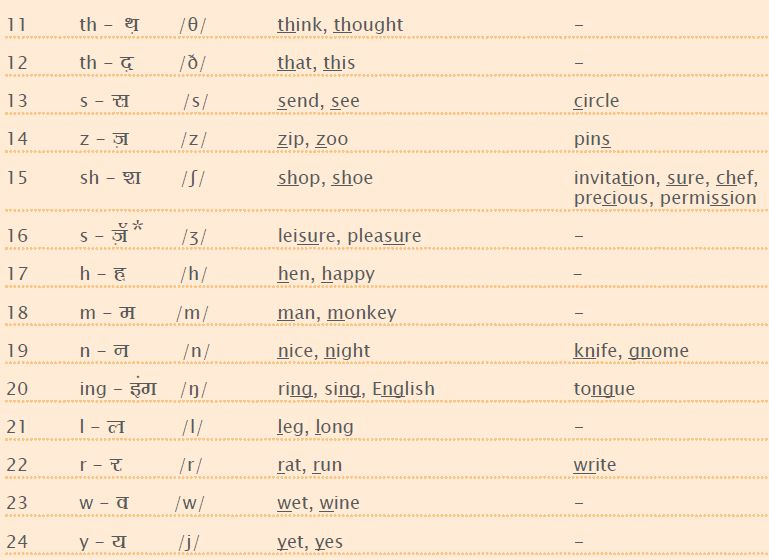 11 th – थ़ /θ/ think, thought –
12 th – द़ /ð/ that, this –
13 s – स /s/ send, see circle
14 z – ज़ /z/ zip, zoo pins
15 sh – श /ʃ/ shop, shoe invitation, sure, chef,
precious, permission
16 s – ज़ॅ* /ʒ/ leisure, pleasure –
17 h – ह /h/ hen, happy –
18 m – म /m/ man, monkey –
19 n – न /n/ nice, night knife, gnome
20 ing – इंग /ŋ/ ring, sing, English tongue
21 l – ल /l/ leg, long –
22 r – र /r/ rat, run write
23 w – व /w/ wet, wine –
24 y – य /j/ yet, yes –